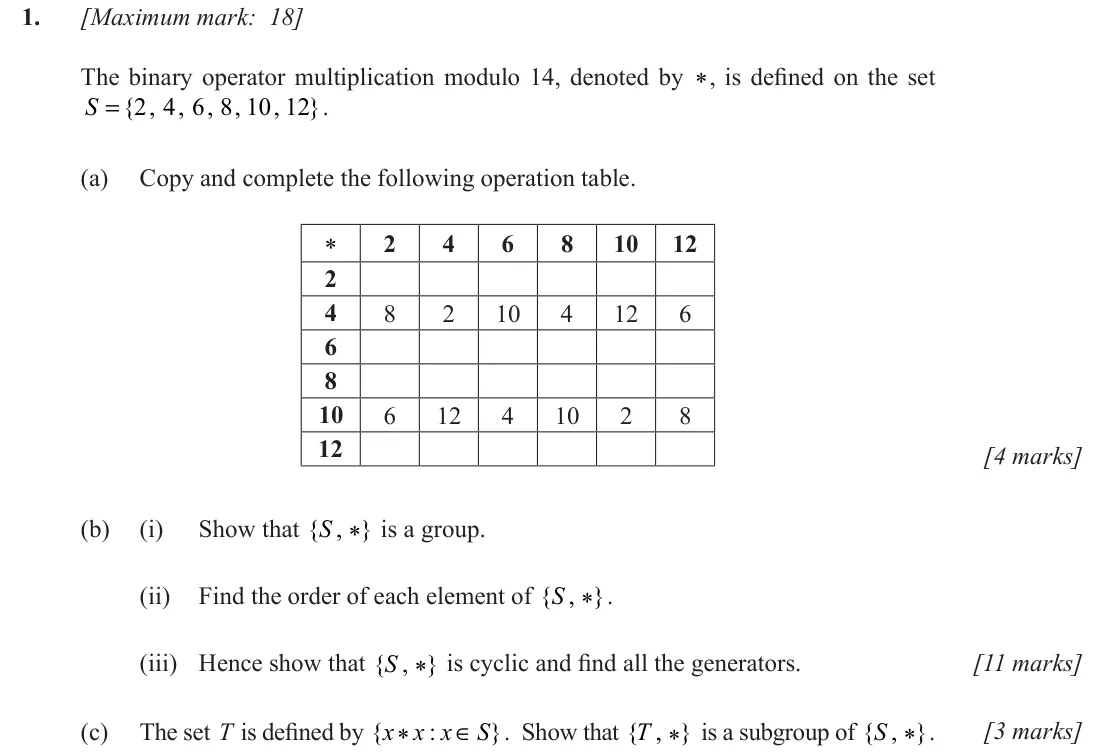 1. [Maximum mark: 18]
The binary operator multiplication modulo 14, denoted by ∗, is defined on the set
S = {2, 4, 6, 8, 10, 12}.
(a) Copy and complete the following operation table.
∗ 2 4 6 8 10 12
2
4 8 2 10 4 12 6
6
8
10 6 12 4 10 2 8
12
[4 marks]
(b) (i) Show that {S, ∗} is a group.
(ii) Find the order of each element of {S, ∗}.
(iii) Hence show that {S, ∗} is cyclic and find all the generators. [11 marks]
(c) The set T is defined by {x ∗ x : x ∈ S}. Show that {T, ∗} is a subgroup of {S, ∗}. [3 marks]